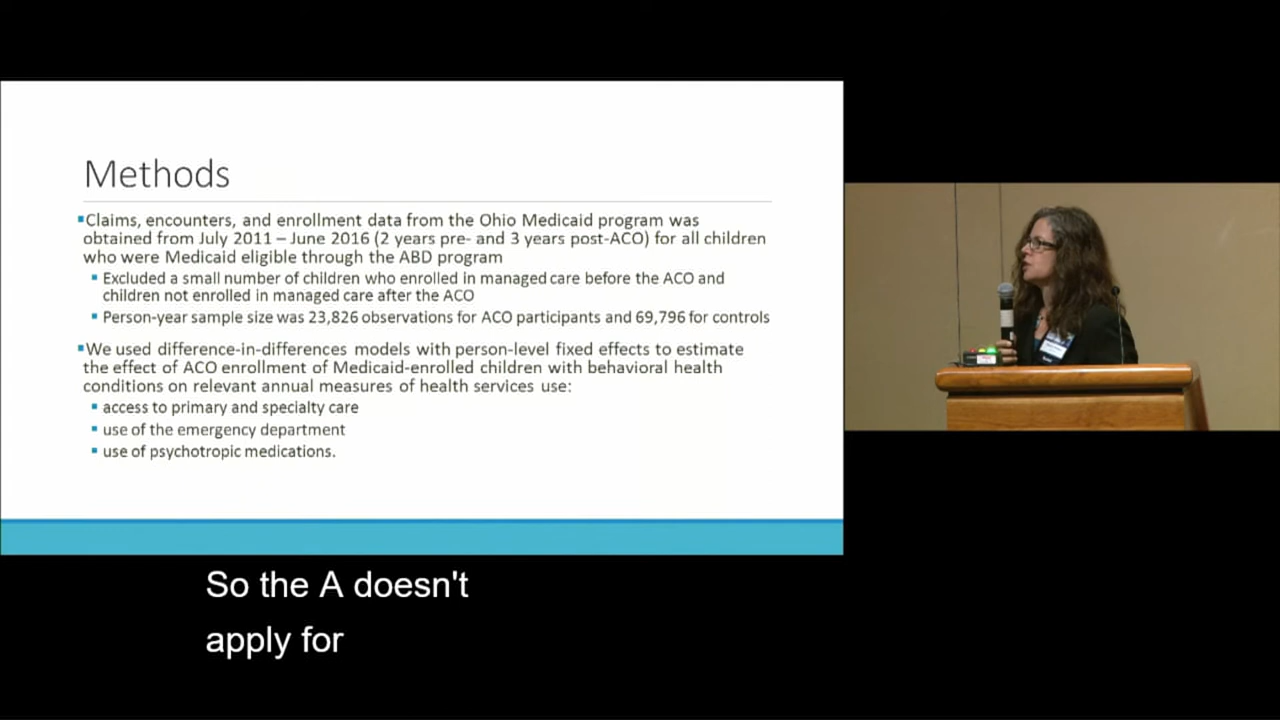 Methods
▪Claims, encounters, and enrollment data from the Ohio Medicaid program was
obtained from July 2011 – June 2016 (2 years pre- and 3 years post-ACO) for all children
who were Medicaid eligible through the ABD program
▪ Excluded a small number of children who enrolled in managed care before the ACO and
children not enrolled in managed care after the ACO
▪ Person-year sample size was 23,826 observations for ACO participants and 69,796 for controls
▪We used difference-in-differences models with person-level fixed effects to estimate
the effect of ACO enrollment of Medicaid-enrolled children with behavioral health
conditions on relevant annual measures of health services use:
▪ access to primary and specialty care
▪ use of the emergency department
▪ use of psychotropic medications.
So the A doesn't
apply for